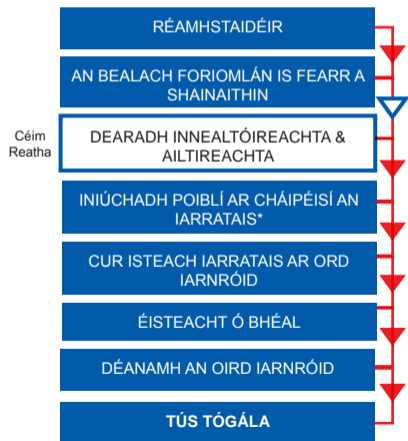 RÉAMHSTAIDÉIR
AN BEALACH FORIOMLÁN IS FEARR A
SHAINAITHIN
Céim
Reatha
DEARADH INNEALTÓIREACHTA &
AILTIREACHTA
INIÚCHADH POIBLÍ AR CHÁIPÉISÍ AN
IARRATAIS*
CUR ISTEACH IARRATAIS AR ORD
IARNRÓID
ÉISTEACHT Ó BHÉAL
DÉANAMH AN OIRD IARNRÓID
TÚS TÓGÁLA